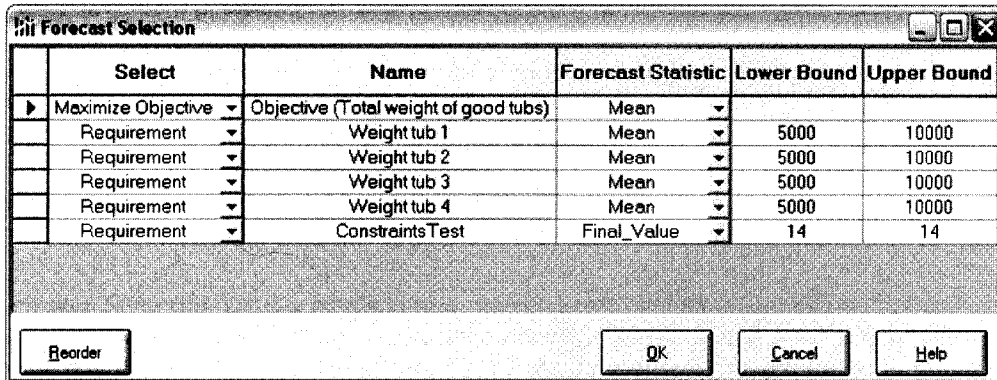 Forecast Selection
Select Name Forecast Statistic Lower Bound Upper Bound
Maximize Objective Objective (Total weight of good tubs) Mean
Requirement Weight tub 1 Mean 5000 10000
Requirement Weight tub 2 Mean 5000 10000
Requirement Weight tub 3 Mean 5000 10000
Requirement Weight tub 4 Mean 5000 10000
Requirement ConstraintsTest Final_Value 14 14
Reorder OK Cancel Help